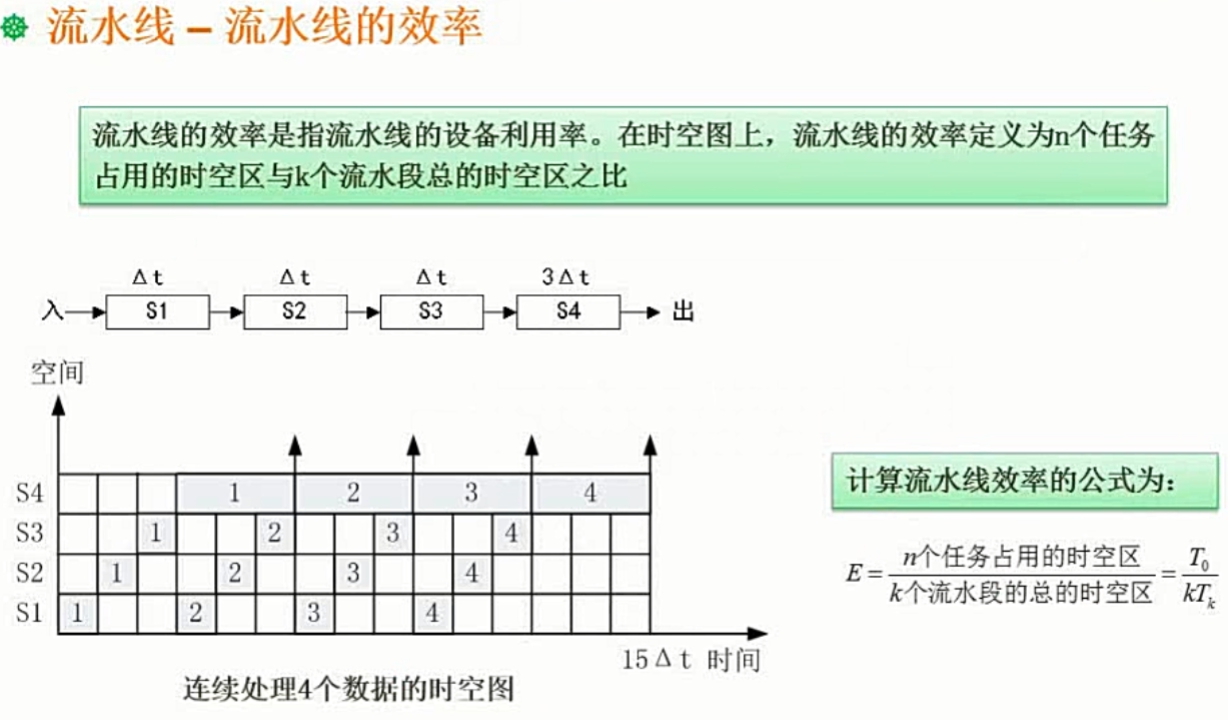 流水线 – 流水线的效率
流水线的效率是指流水线的设备利用率。在时空图上，流水线的效率定义为n个任务
占用的时空区与k个流水段总的时空区之比
Δt Δt Δt 3Δt
入 S1 S2 S3 S4 出
空间
S4 1 2 3 4
S3 1 2 3 4
S2 1 2 3 4
S1 1 2 3 4
15Δt 时间
连续处理4个数据的时空图
计算流水线效率的公式为：
E = n个任务占用的时空区 / k个流水段的总的时空区 = T₀ / kTₖ